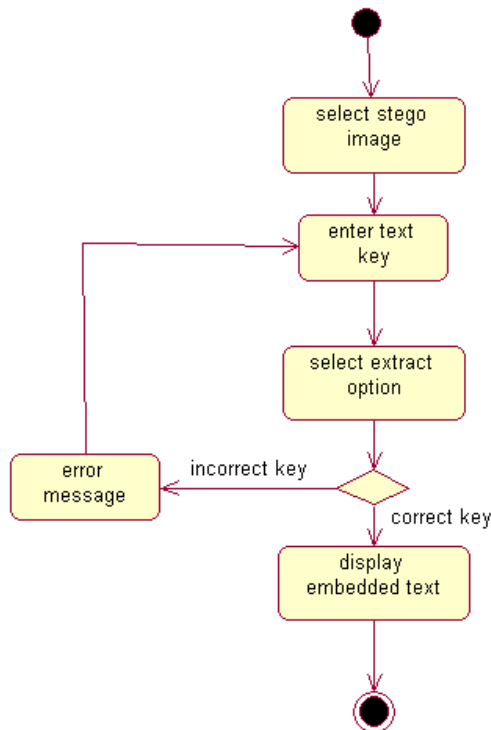 select stego
image
enter text
key
select extract
option
incorrect key
error
message
correct key
display
embedded text